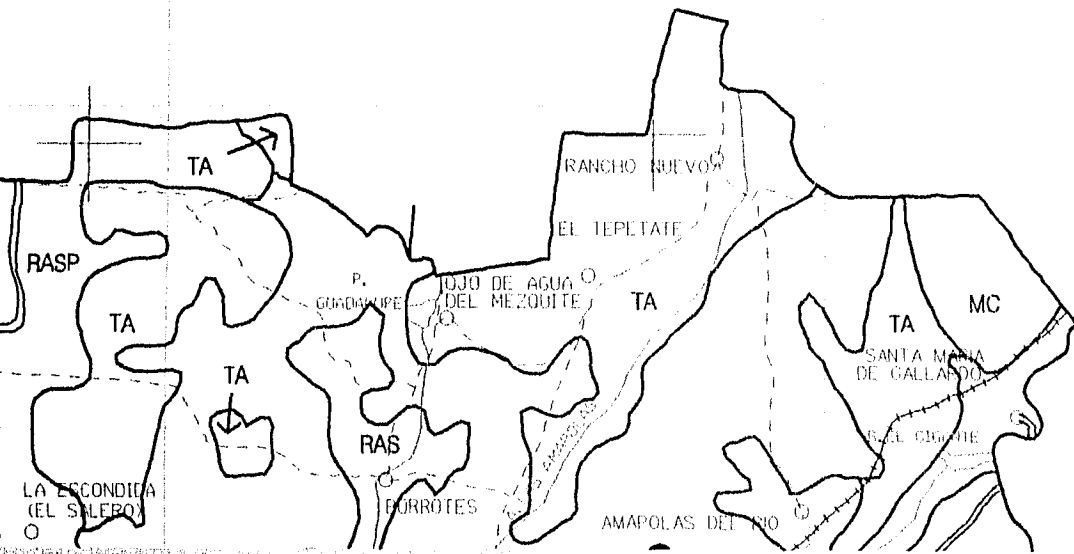 TA
RANCHO NUEVO
EL TEPETATE
RASP
P.
GUADALUPE
OJO DE AGUA
DEL MEZQUITE
TA
MC
TA
TA
SANTA MARIA
DE GALLARDO
TA
RAS
AMAPOLAS
B. EL GIGANTE
LA ESCONDIDA
(EL SALERO)
BORROTES
AMAPOLAS DEL RIO